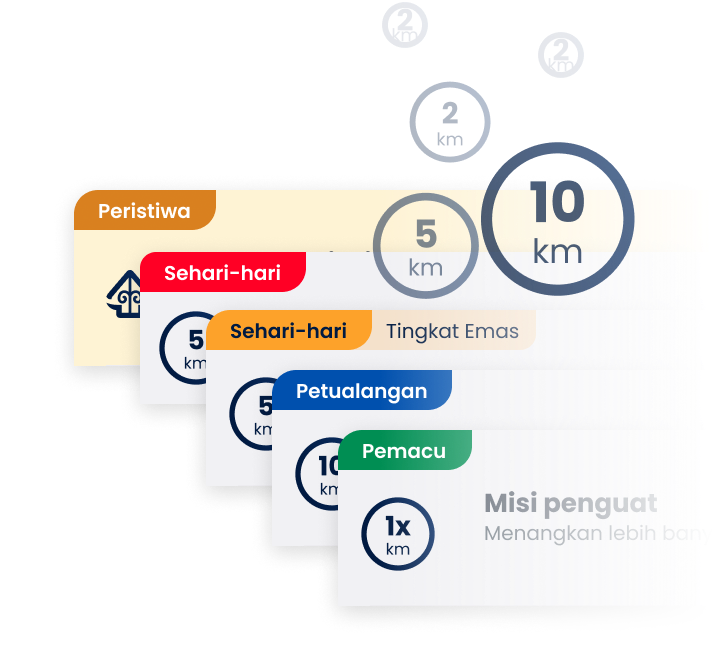 2
km
2
km
2
km
10
km
5
km
Peristiwa
Sehari-hari
5
km
Sehari-hari
Tingkat Emas
5
km
Petualangan
10
km
Pemacu
1x
km
Misi penguat
Menangkan lebih